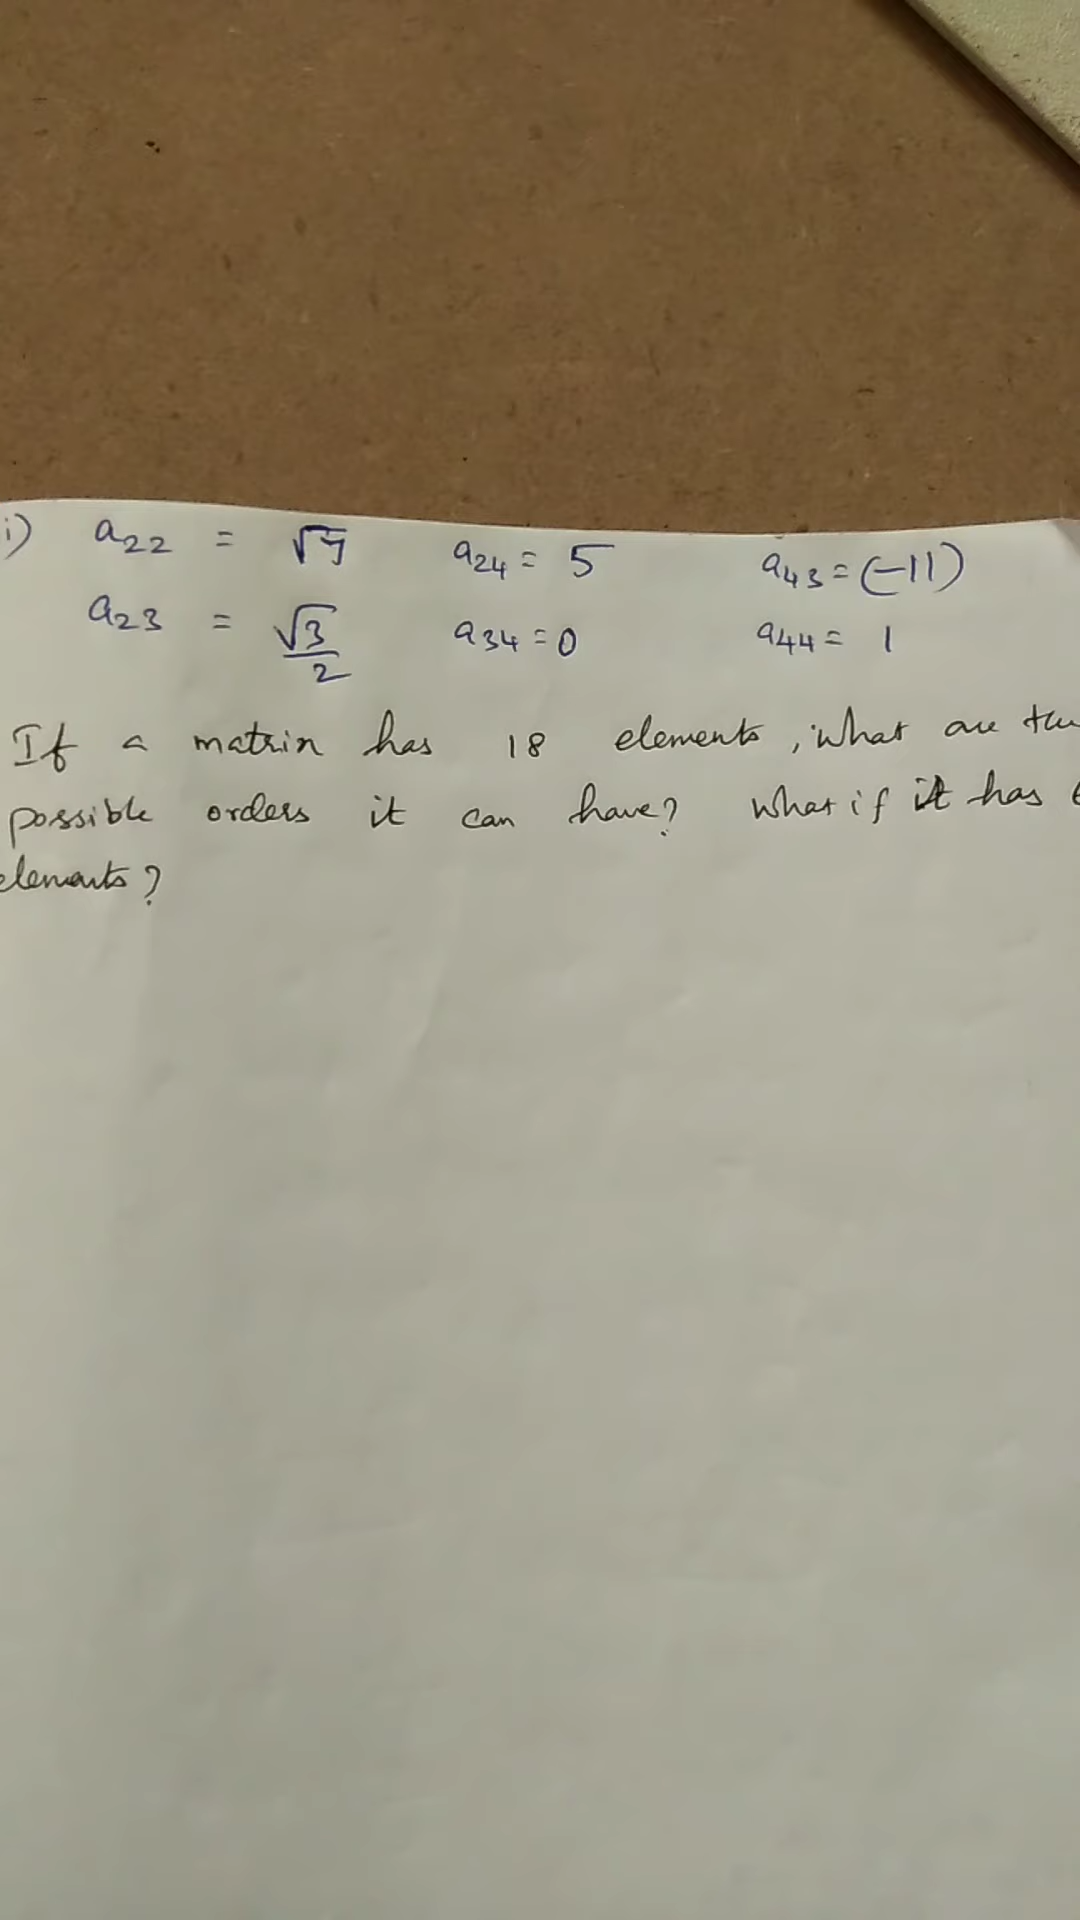 i) a22 = √7 a24 = 5 a43 = (-11)
a23 = √3/2 a34 = 0 a44 = 1
If a matrix has 18 elements, what are
possible orders it can have? What if it has
elements?